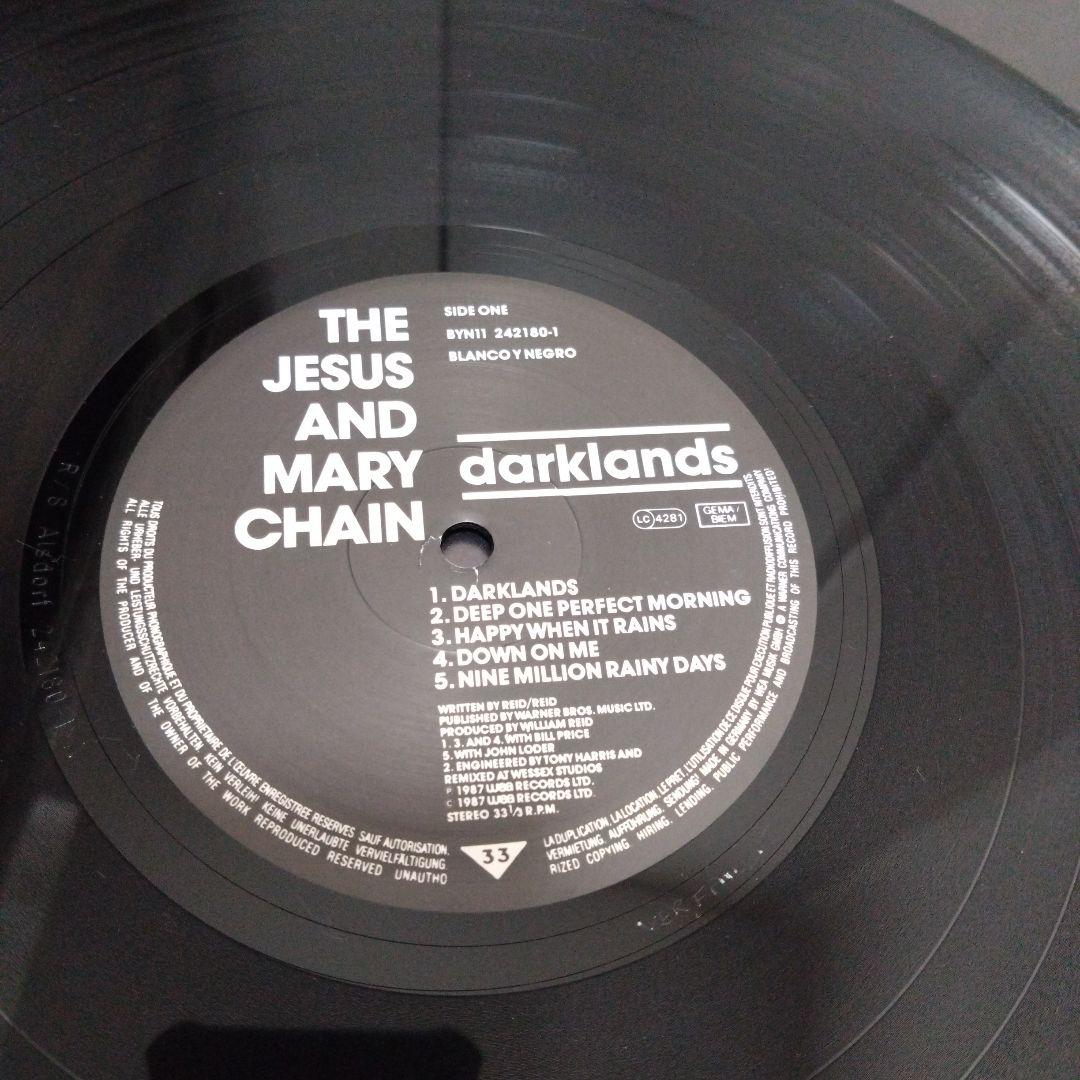 THE
JESUS
AND
MARY
CHAIN
SIDE ONE
BYN11 242180-1
BLANCO Y NEGRO
darklands
LC 4281
GEMA/
BIEM
1. DARKLANDS
2. DEEP ONE PERFECT MORNING
3. HAPPY WHEN IT RAINS
4. DOWN ON ME
5. NINE MILLION RAINY DAYS
WRITTEN BY REID/REID
PUBLISHED BY WARNER BROS. MUSIC LTD.
PRODUCED BY WILLIAM REID
1. 3. AND 4. WITH BILL PRICE
5. WITH JOHN LODER
2. ENGINEERED BY TONY HARRIS AND
REMIXED AT WESSEX STUDIOS
P 1987 WEA RECORDS LTD.
C 1987 WEA RECORDS LTD.
STEREO 33 1/3 R.P.M.
33
TOUS DROITS DU PRODUCTEUR PHONOGRAPHIQUE ET DU PROPRIETAIRE DE L'ŒUVRE ENREGISTREE RESERVES SAUF AUTORISATION. LA DUPLICATION, LA LOCATION, LE PRET, L'UTILISATION DE CE DISQUE POUR EXECUTION PUBLIQUE ET RADIODIFFUSION SONT INTERDITS.
ALLE URHEBER- UND LEISTUNGSSCHUTZRECHTE VORBEHALTEN. KEIN VERLEIH! KEINE UNERLAUBTE VERVIELFÄLTIGUNG, VERMIETUNG, AUFFÜHRUNG, SENDUNG! MADE IN GERMANY BY WEA MUSIK GMBH A WARNER COMMUNICATIONS COMPANY
ALL RIGHTS OF THE PRODUCER AND OF THE OWNER OF THE WORK REPRODUCED RESERVED UNAUTHORIZED COPYING, HIRING, LENDING, PUBLIC PERFORMANCE AND BROADCASTING OF THIS RECORD PROHIBITED!